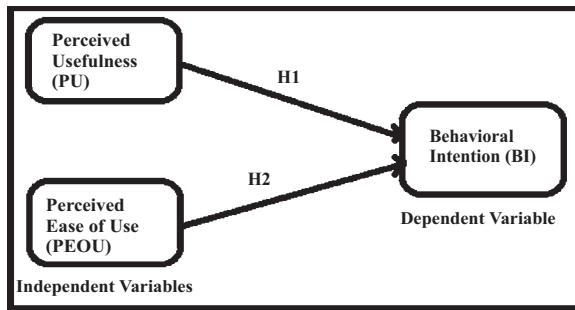 Perceived
Usefulness
(PU)
H1
Behavioral
Intention (BI)
H2
Dependent Variable
Perceived
Ease of Use
(PEOU)
Independent Variables